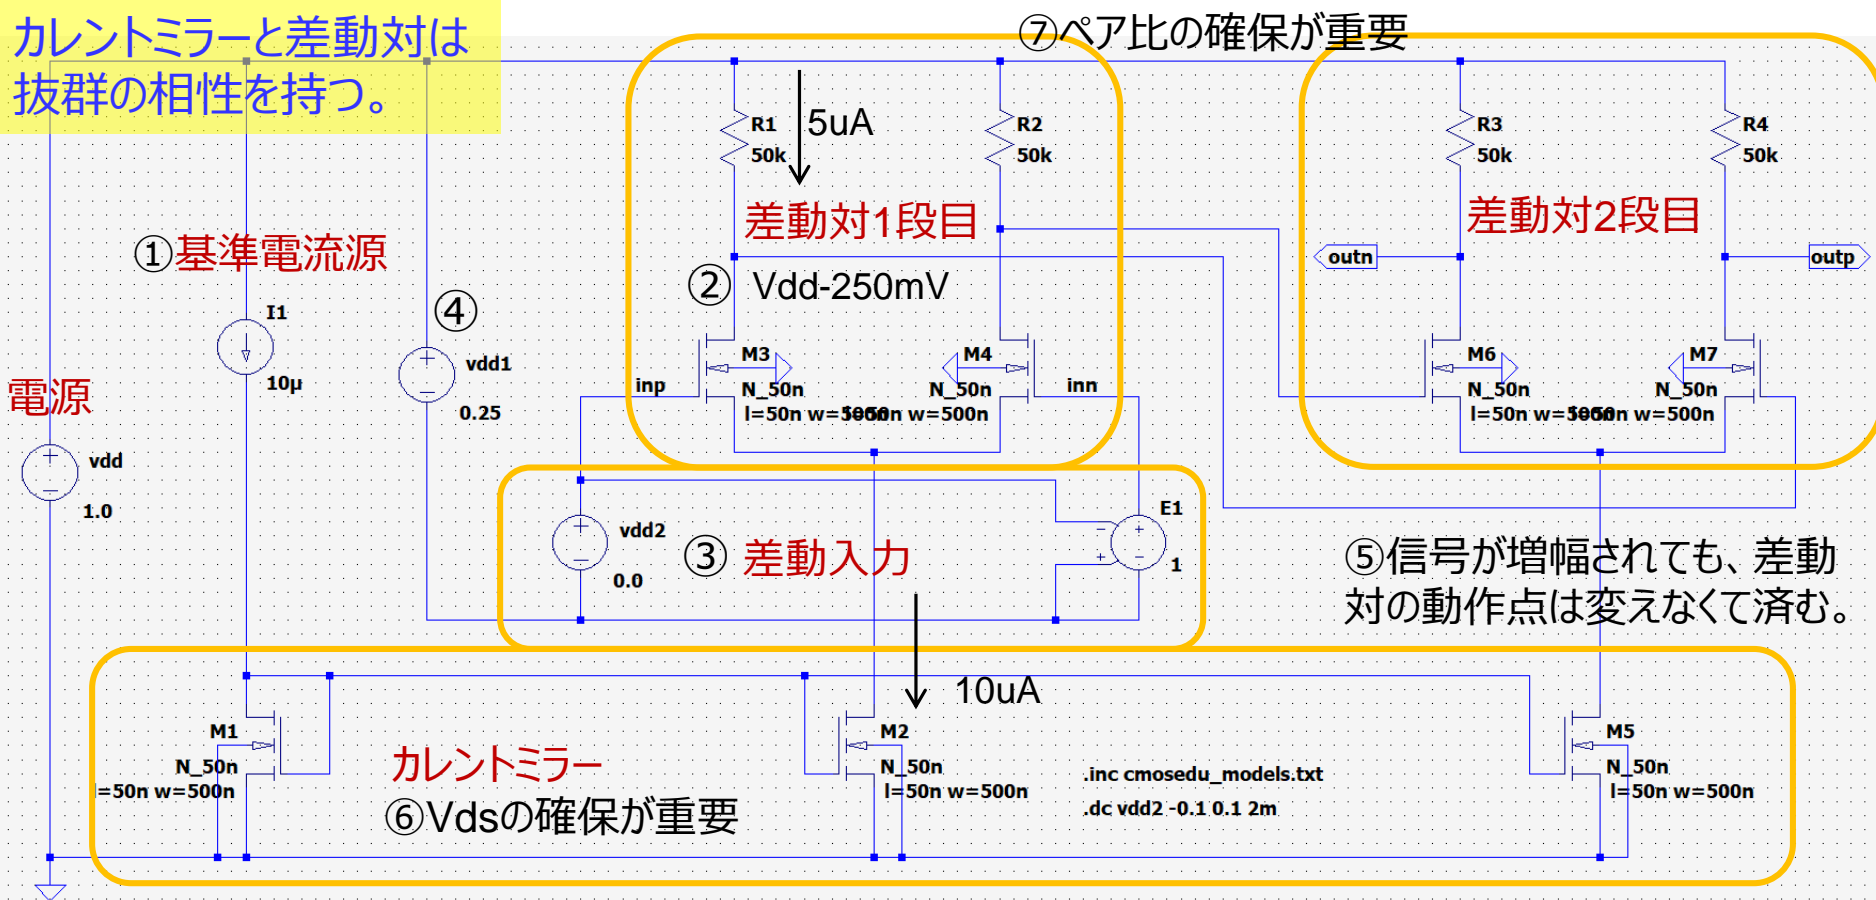 カレントミラーと差動対は
抜群の相性を持つ。
⑦ペア比の確保が重要
R1
50k
5uA
R2
50k
R3
50k
R4
50k
差動対1段目
差動対2段目
①基準電流源
outn
outp
② Vdd-250mV
I1
10µ
④
vdd1
0.25
M3
N_50n
M4
N_50n
l=50n w=500n
inp
inn
M6
N_50n
M7
N_50n
l=50n w=500n
電源
vdd
1.0
vdd2
0.0
③ 差動入力
E1
1
⑤信号が増幅されても、差動
対の動作点は変えなくて済む。
10uA
M1
N_50n
l=50n w=500n
カレントミラー
⑥Vdsの確保が重要
M2
N_50n
l=50n w=500n
.inc cmosedu_models.txt
.dc vdd2 -0.1 0.1 2m
M5
N_50n
l=50n w=500n